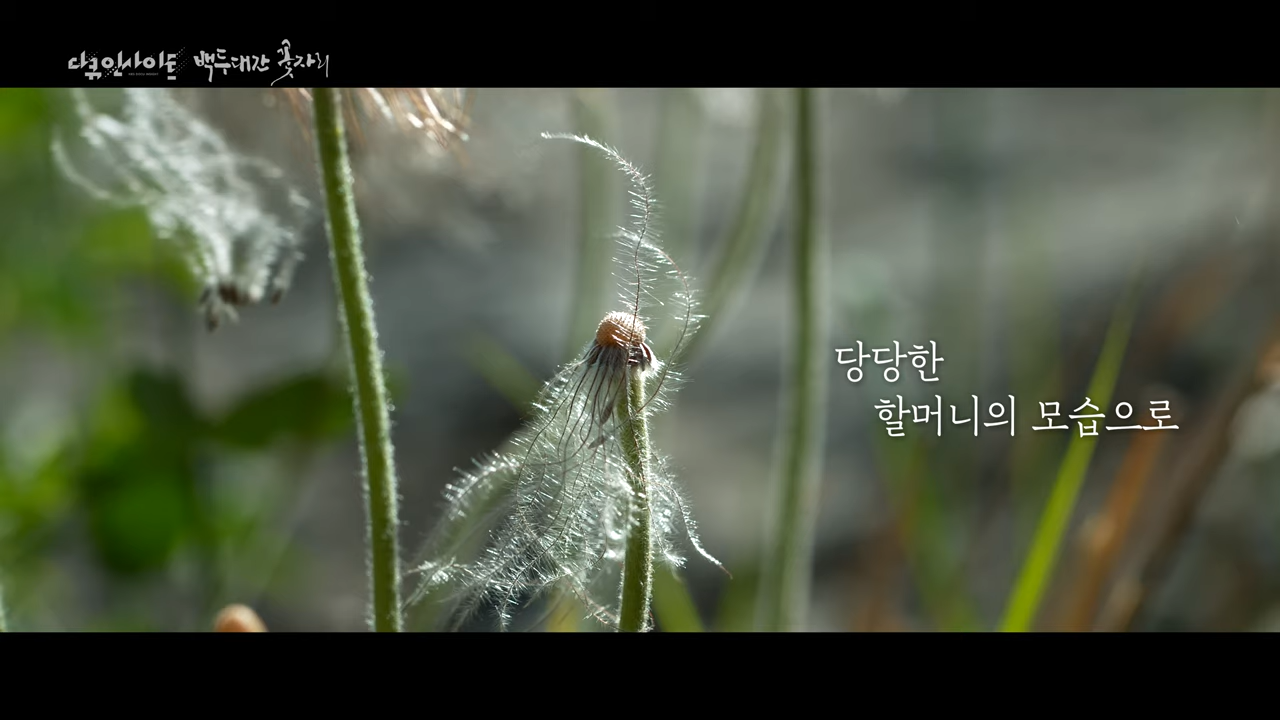 다큐인사이트 백두대간 꽃자리
당당한
할머니의 모습으로